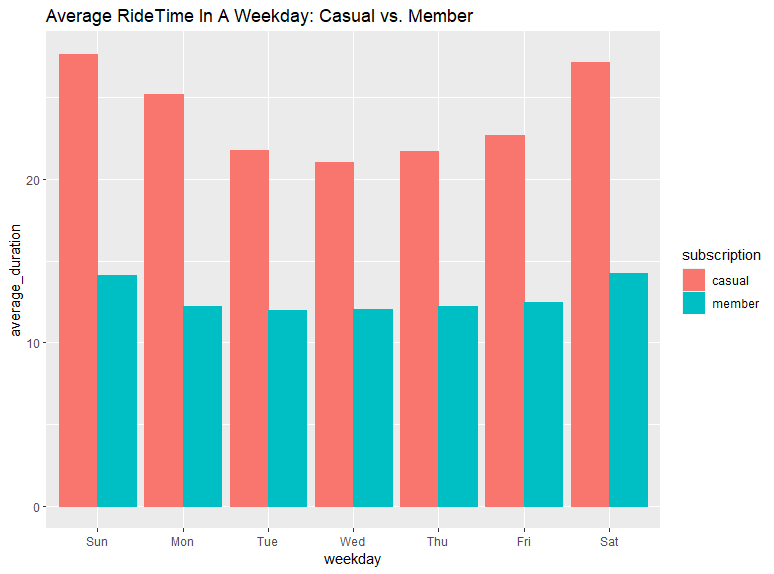 Average RideTime In A Weekday: Casual vs. Member
average_duration
20
10
0
Sun Mon Tue Wed Thu Fri Sat
weekday
subscription
casual
member